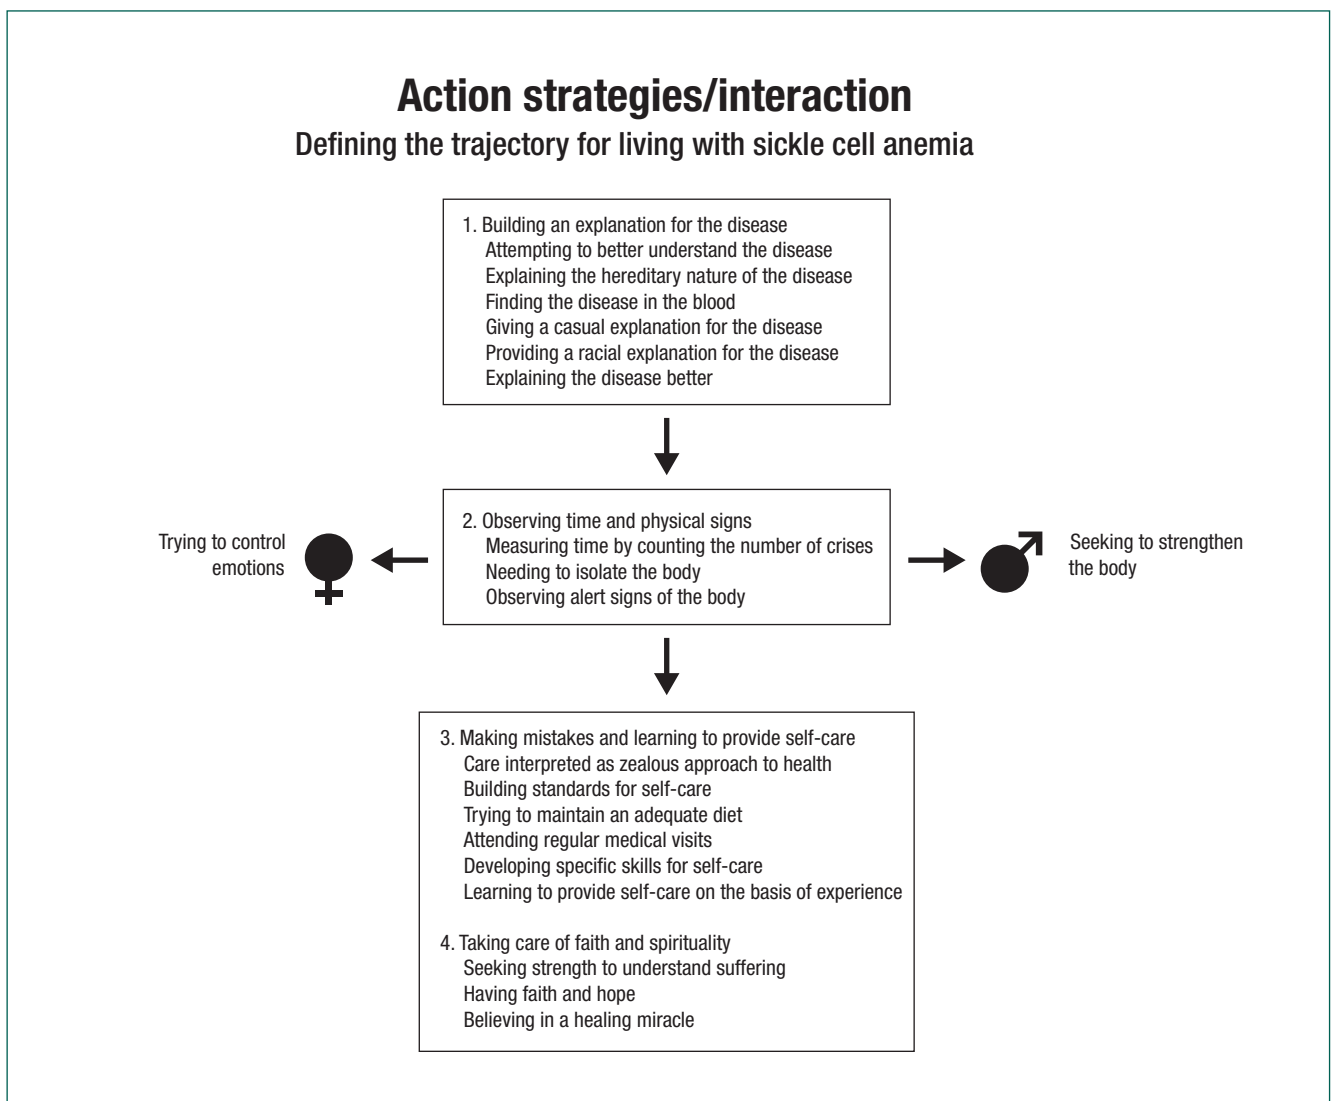 Action strategies/interaction
Defining the trajectory for living with sickle cell anemia
1. Building an explanation for the disease
Attempting to better understand the disease
Explaining the hereditary nature of the disease
Finding the disease in the blood
Giving a casual explanation for the disease
Providing a racial explanation for the disease
Explaining the disease better
Trying to control
emotions
2. Observing time and physical signs
Measuring time by counting the number of crises
Needing to isolate the body
Observing alert signs of the body
Seeking to strengthen
the body
3. Making mistakes and learning to provide self-care
Care interpreted as zealous approach to health
Building standards for self-care
Trying to maintain an adequate diet
Attending regular medical visits
Developing specific skills for self-care
Learning to provide self-care on the basis of experience
4. Taking care of faith and spirituality
Seeking strength to understand suffering
Having faith and hope
Believing in a healing miracle